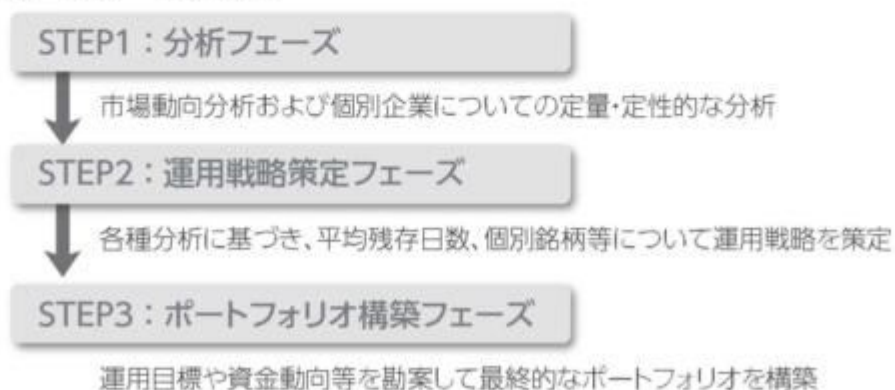 STEP1：分析フェーズ
市場動向分析および個別企業についての定量・定性的な分析
STEP2：運用戦略策定フェーズ
各種分析に基づき、平均残存日数、個別銘柄等について運用戦略を策定
STEP3：ポートフォリオ構築フェーズ
運用目標や資金動向等を勘案して最終的なポートフォリオを構築